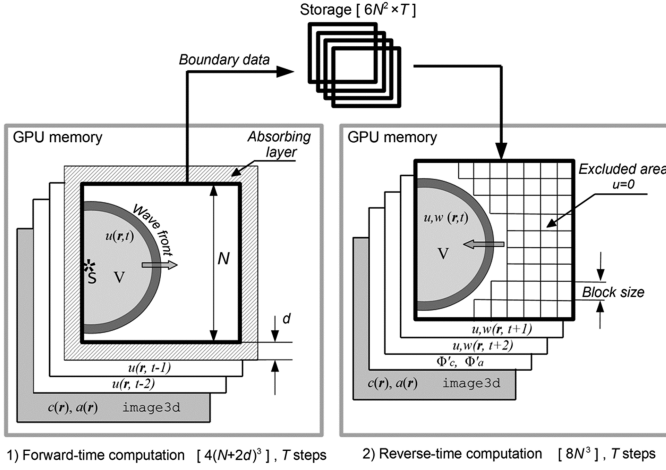 Storage [ 6N²×T ]
Boundary data
GPU memory
Absorbing layer
Wave front
u(r,t)
S
V
N
d
u(r, t-1)
u(r, t-2)
c(r), a(r) image3d
1) Forward-time computation [ 4(N+2d)³ ] , T steps
GPU memory
Excluded area
u=0
u,w (r,t)
V
Block size
u,w(r, t+1)
u,w(r, t+2)
Φ'c, Φ'a
c(r), a(r) image3d
2) Reverse-time computation [ 8N³ ] , T steps